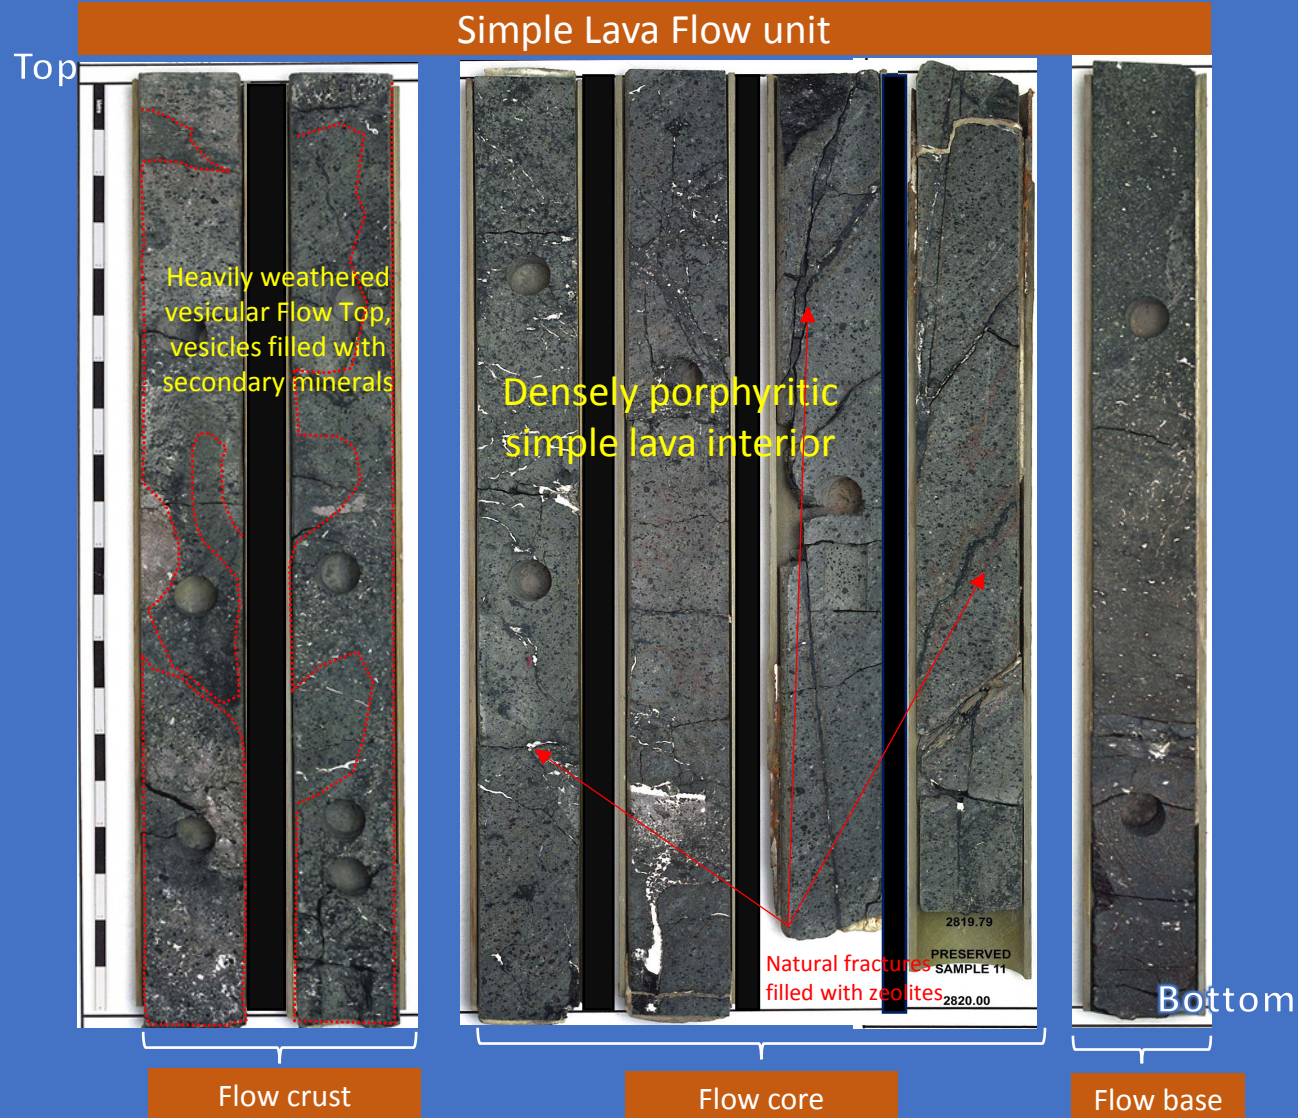 Simple Lava Flow unit
Top
Heavily weathered
vesicular Flow Top,
vesicles filled with
secondary minerals
Densely porphyritic
simple lava interior
Natural fractures
filled with zeolites
2819.79
PRESERVED
SAMPLE 11
2820.00
Bottom
Flow crust
Flow core
Flow base